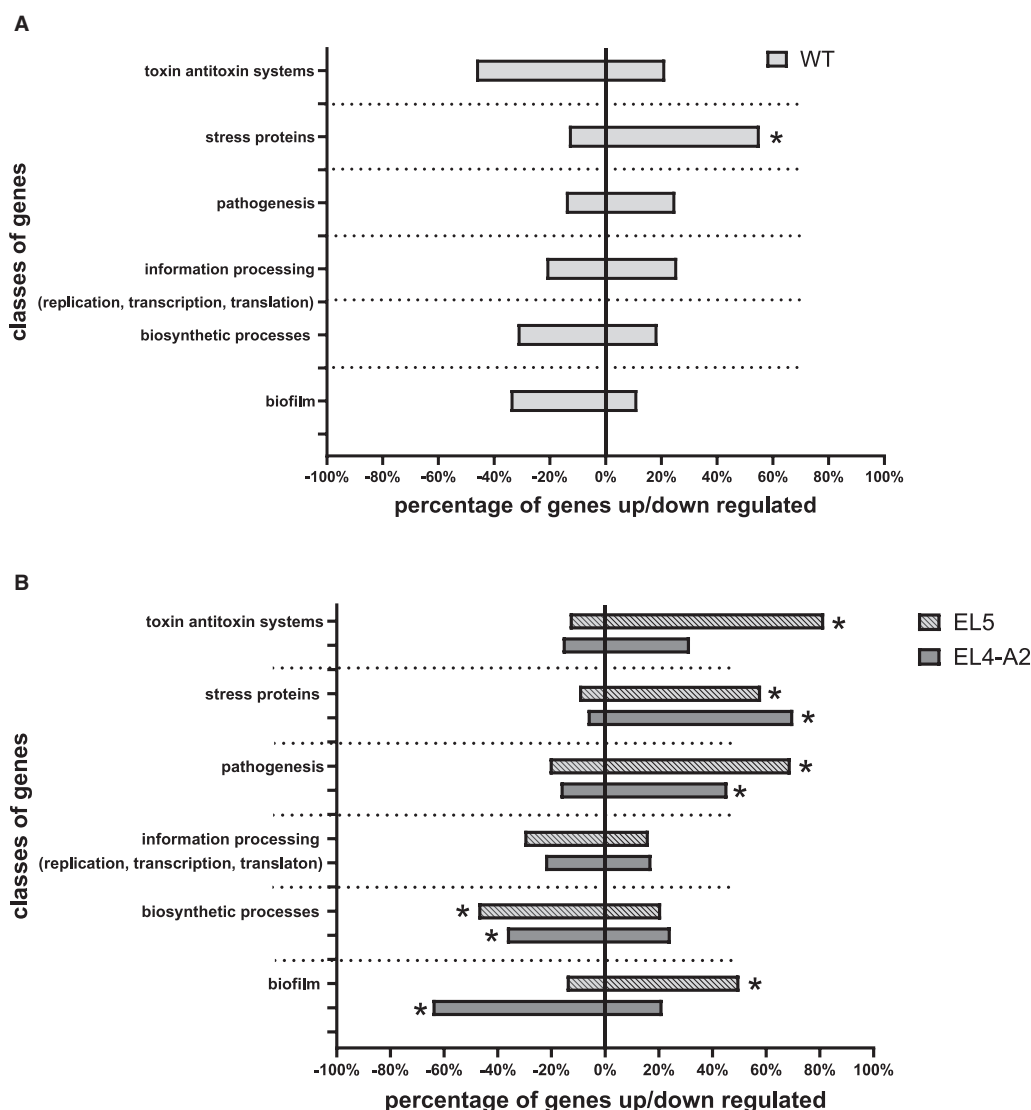 A
WT
toxin antitoxin systems
*
stress proteins
pathogenesis
information processing
(replication, transcription, translation)
biosynthetic processes
biofilm
classes of genes
-100% -80% -60% -40% -20% 0% 20% 40% 60% 80% 100%
percentage of genes up/down regulated
B
EL5
EL4-A2
toxin antitoxin systems *
stress proteins *
*
pathogenesis *
*
information processing
(replication, transcription, translaton)
biosynthetic processes *
*
biofilm *
*
classes of genes
-100% -80% -60% -40% -20% 0% 20% 40% 60% 80% 100%
percentage of genes up/down regulated